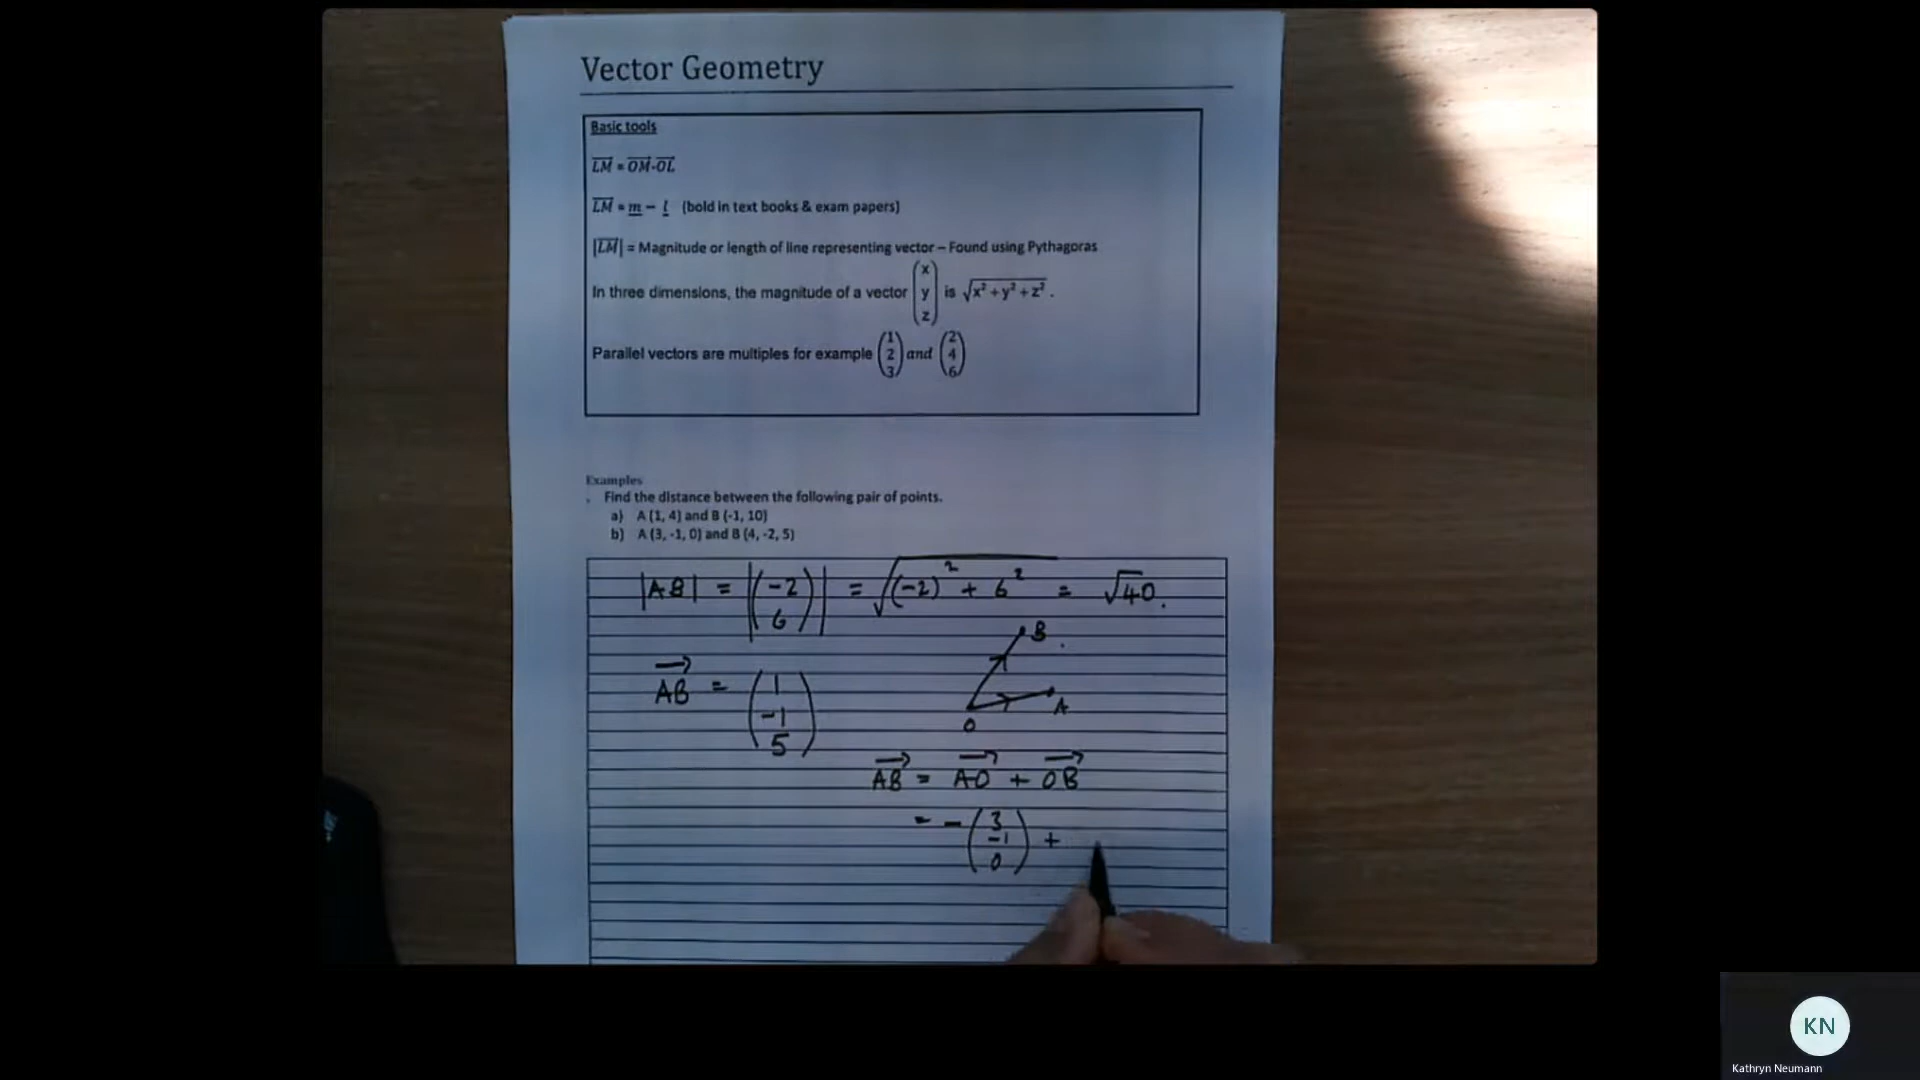 Vector Geometry
Basic tools
LM = OM-OL
LM = m − l (bold in text books & exam papers)
|LM| = Magnitude or length of line representing vector – Found using Pythagoras
In three dimensions, the magnitude of a vector (x y z) is √x² + y² + z² .
Parallel vectors are multiples for example (1 2 3) and (2 4 6)
Examples
. Find the distance between the following pair of points.
a) A (1, 4) and B (-1, 10)
b) A (3, -1, 0) and B (4, -2, 5)
|AB| = |(-2 6)| = √(-2)² + 6² = √40.
B
AB = (1 -1 5)
A
O
AB = AO + OB
= -(3 -1 0) +
KN
Kathryn Neumann